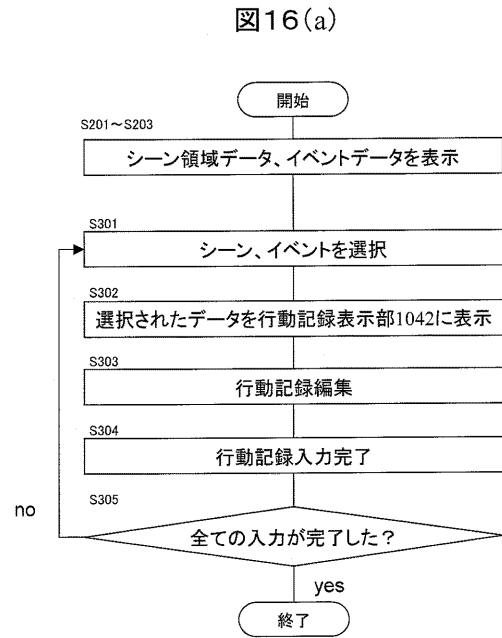 図16(a)
開始
S201～S203
シーン領域データ、イベントデータを表示
S301
シーン、イベントを選択
S302
選択されたデータを行動記録表示部1042に表示
S303
行動記録編集
S304
行動記録入力完了
S305
全ての入力が完了した？
no
yes
終了